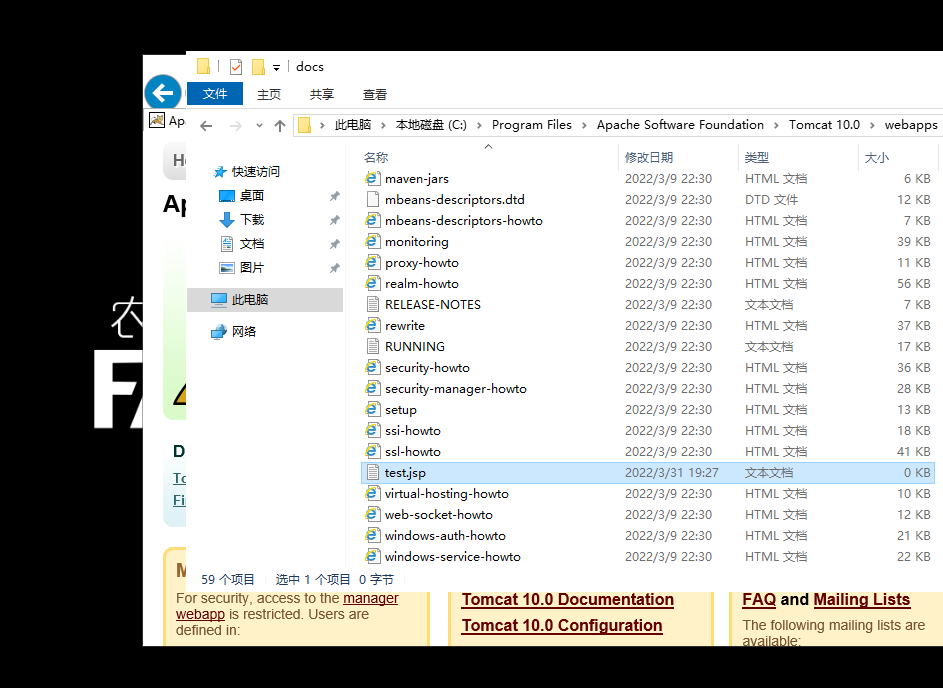 docs
文件 主页 共享 查看
此电脑 本地磁盘 (C:) Program Files Apache Software Foundation Tomcat 10.0 webapps
名称 修改日期 类型 大小
快速访问
桌面
下载
文档
图片
此电脑
网络
maven-jars 2022/3/9 22:30 HTML 文档 6 KB
mbeans-descriptors.dtd 2022/3/9 22:30 DTD 文件 12 KB
mbeans-descriptors-howto 2022/3/9 22:30 HTML 文档 7 KB
monitoring 2022/3/9 22:30 HTML 文档 39 KB
proxy-howto 2022/3/9 22:30 HTML 文档 11 KB
realm-howto 2022/3/9 22:30 HTML 文档 56 KB
RELEASE-NOTES 2022/3/9 22:30 文本文档 7 KB
rewrite 2022/3/9 22:30 HTML 文档 37 KB
RUNNING 2022/3/9 22:30 文本文档 17 KB
security-howto 2022/3/9 22:30 HTML 文档 36 KB
security-manager-howto 2022/3/9 22:30 HTML 文档 28 KB
setup 2022/3/9 22:30 HTML 文档 13 KB
ssi-howto 2022/3/9 22:30 HTML 文档 18 KB
ssl-howto 2022/3/9 22:30 HTML 文档 41 KB
test.jsp 2022/3/31 19:27 文本文档 0 KB
virtual-hosting-howto 2022/3/9 22:30 HTML 文档 10 KB
web-socket-howto 2022/3/9 22:30 HTML 文档 12 KB
windows-auth-howto 2022/3/9 22:30 HTML 文档 21 KB
windows-service-howto 2022/3/9 22:30 HTML 文档 22 KB
59 个项目 选中 1 个项目 0 字节
For security, access to the manager
webapp is restricted. Users are
defined in:
Tomcat 10.0 Documentation
Tomcat 10.0 Configuration
FAQ and Mailing Lists
The following mailing lists are
available: